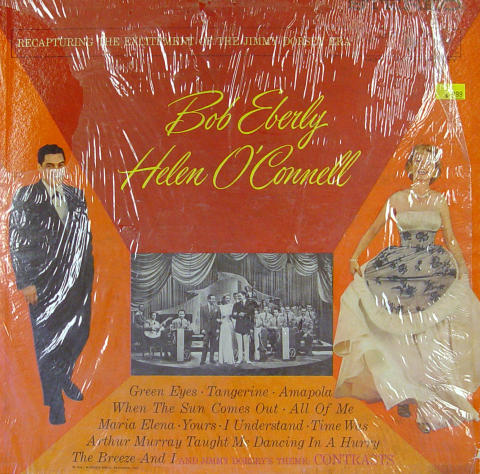 RECAPTURING THE EXCITEMENT OF THE JIMMY DORSEY ERA
Bob Eberly
Helen O'Connell
Green Eyes · Tangerine · Amapola
When The Sun Comes Out · All Of Me
Maria Elena · Yours · I Understand · Time Was
Arthur Murray Taught Me Dancing In A Hurry
The Breeze And I AND JIMMY DORSEY'S THEME: CONTRASTS